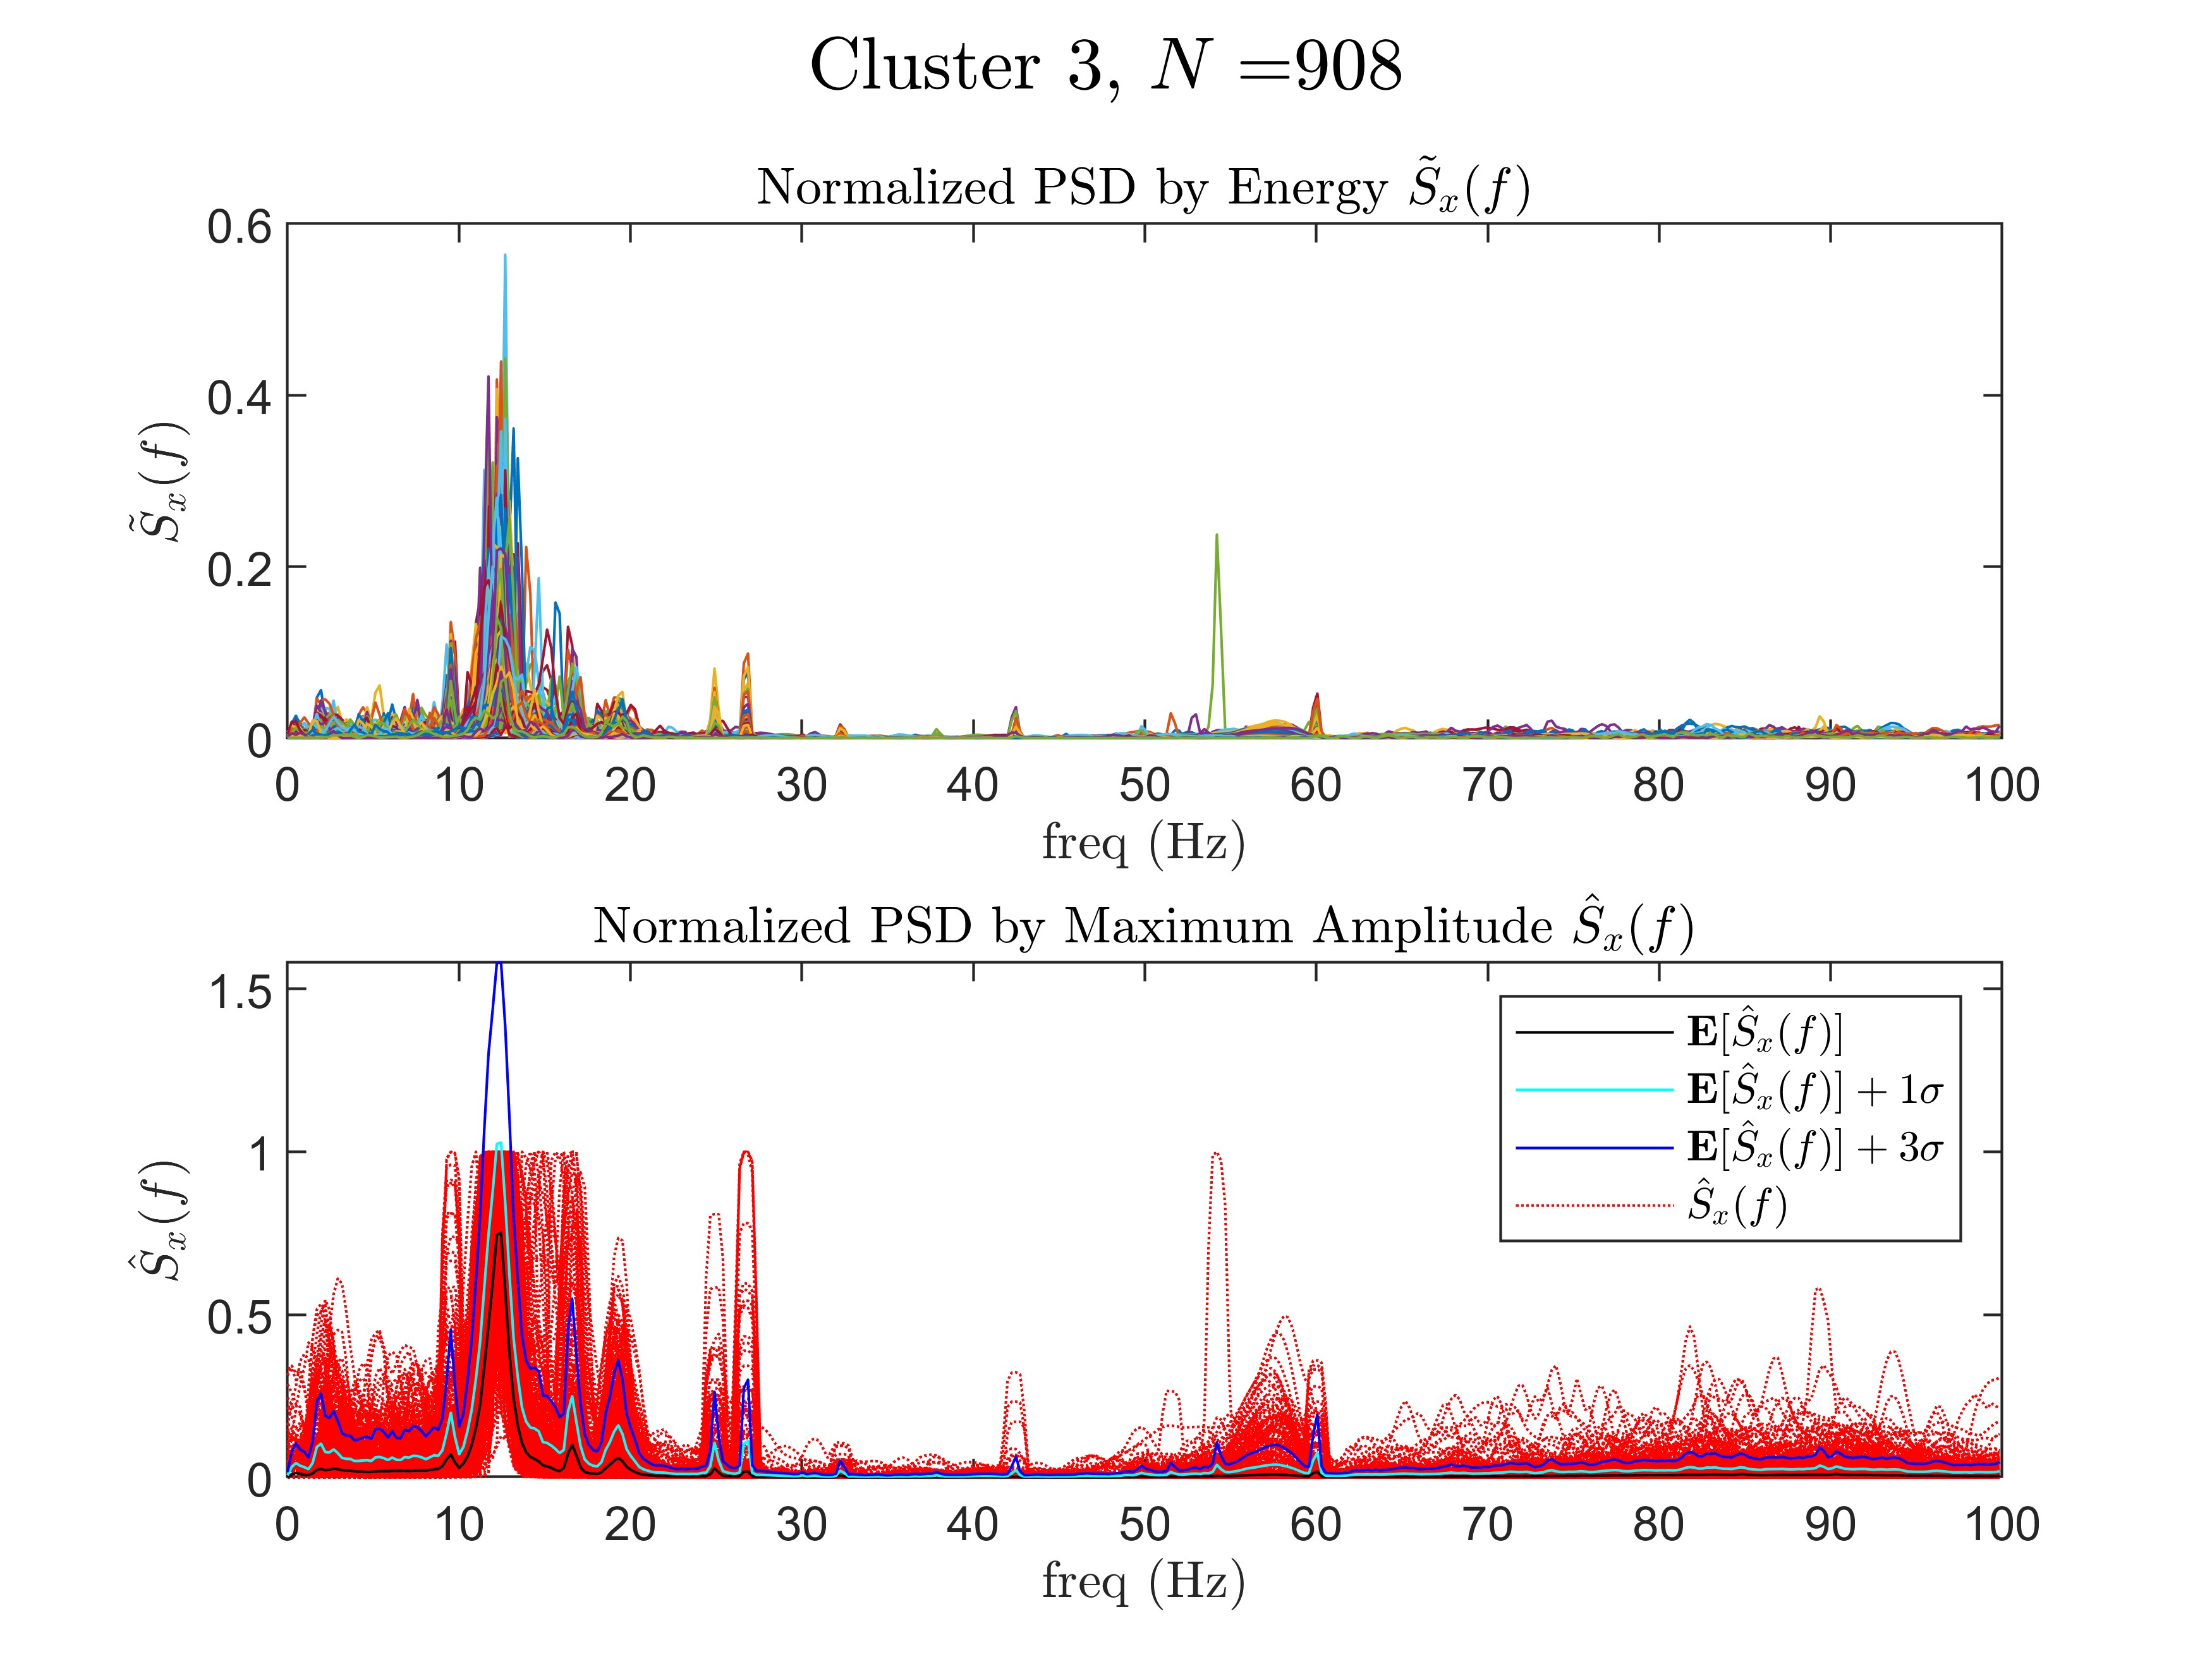 Cluster 3, N =908
Normalized PSD by Energy S̃̃ₓ(f)
S̃ₓ(f)
0.6
0.4
0.2
0
0 10 20 30 40 50 60 70 80 90 100
freq (Hz)
Normalized PSD by Maximum Amplitude Ŝₓ(f)
Ŝₓ(f)
1.5
1
0.5
0
E[Ŝₓ(f)]
E[Ŝₓ(f)] + 1σ
E[Ŝₓ(f)] + 3σ
Ŝₓ(f)
0 10 20 30 40 50 60 70 80 90 100
freq (Hz)